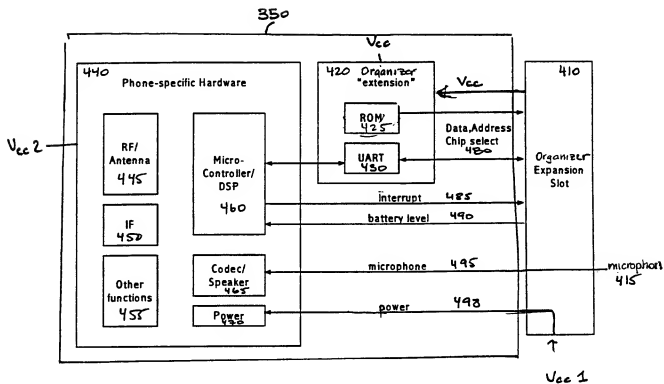 350
Vcc
440
Phone-specific Hardware
420 Organizer
"extension"
Vcc
410
ROM/
425
Data,Address
Chip select
480
UART
430
Organizer
Expansion
Slot
Vcc 2
RF/
Antenna
445
Micro-
Controller/
DSP
460
IF
450
interrupt 485
battery level 490
Other
functions
455
Codec/
Speaker
465
microphone 495
microphone
415
Power
470
power 498
Vcc 1